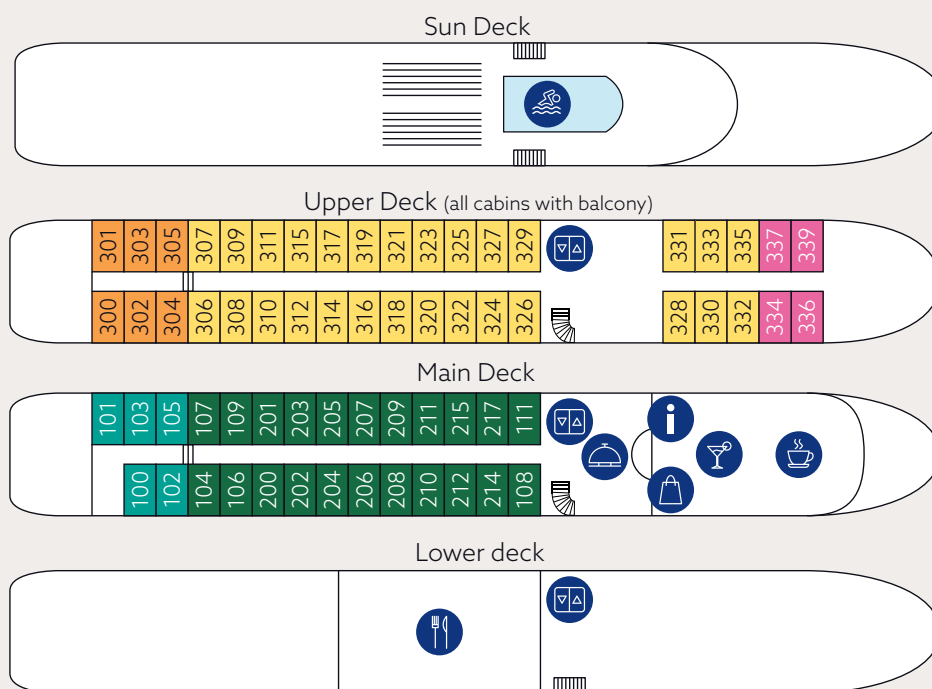 Sun Deck
Upper Deck (all cabins with balcony)
301 303 305 307 309 311 315 317 319 321 323 325 327 329 331 333 335 337 339
300 302 304 306 308 310 312 314 316 318 320 322 324 326 328 330 332 334 336
Main Deck
101 103 105 107 109 201 203 205 207 209 211 215 217 111
i
100 102 104 106 200 202 204 206 208 210 212 214 108
Lower deck